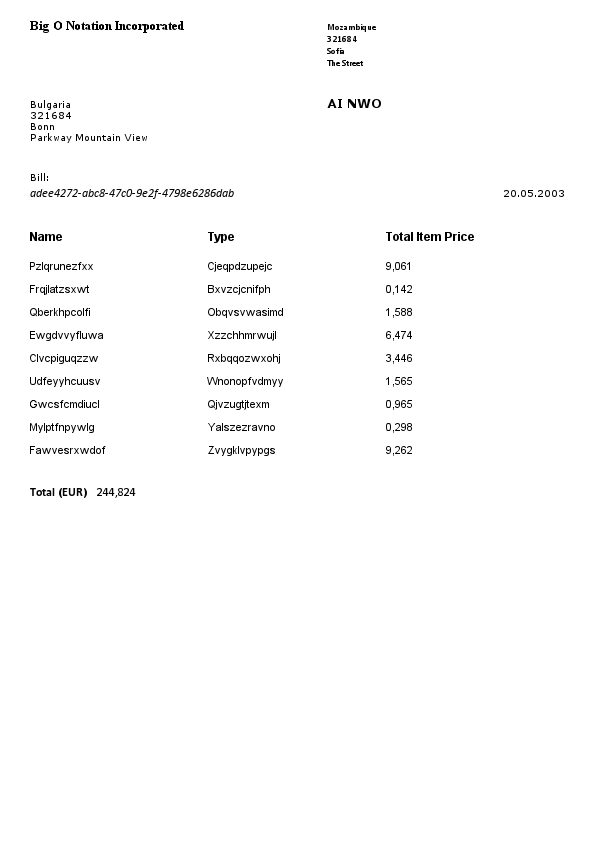 Big O Notation Incorporated
Mozambique
321684
Sofia
The Street
Bulgaria
321684
Bonn
Parkway Mountain View
AI NWO
Bill:
adee4272-abc8-47c0-9e2f-4798e6286dab
20.05.2003
Name Type Total Item Price
Pzlqrunezfxx Cjeqpdzupejc 9,061
Frqjlatzsxwt Bxvzcjcnifph 0,142
Qberkhpcolfi Obqvsvwasimd 1,588
Ewgdvvyfluwa Xzzchhmrwujl 6,474
Clvcpiguqzzw Rxbqqozwxohj 3,446
Udfeyyhcuusv Wnonopfvdmyy 1,565
Gwcsfcmdiucl Qjvzugtjtexm 0,965
Mylptfnpywlg Yalszezravno 0,298
Fawvesrxwdof Zvygklvpypgs 9,262
Total (EUR) 244,824